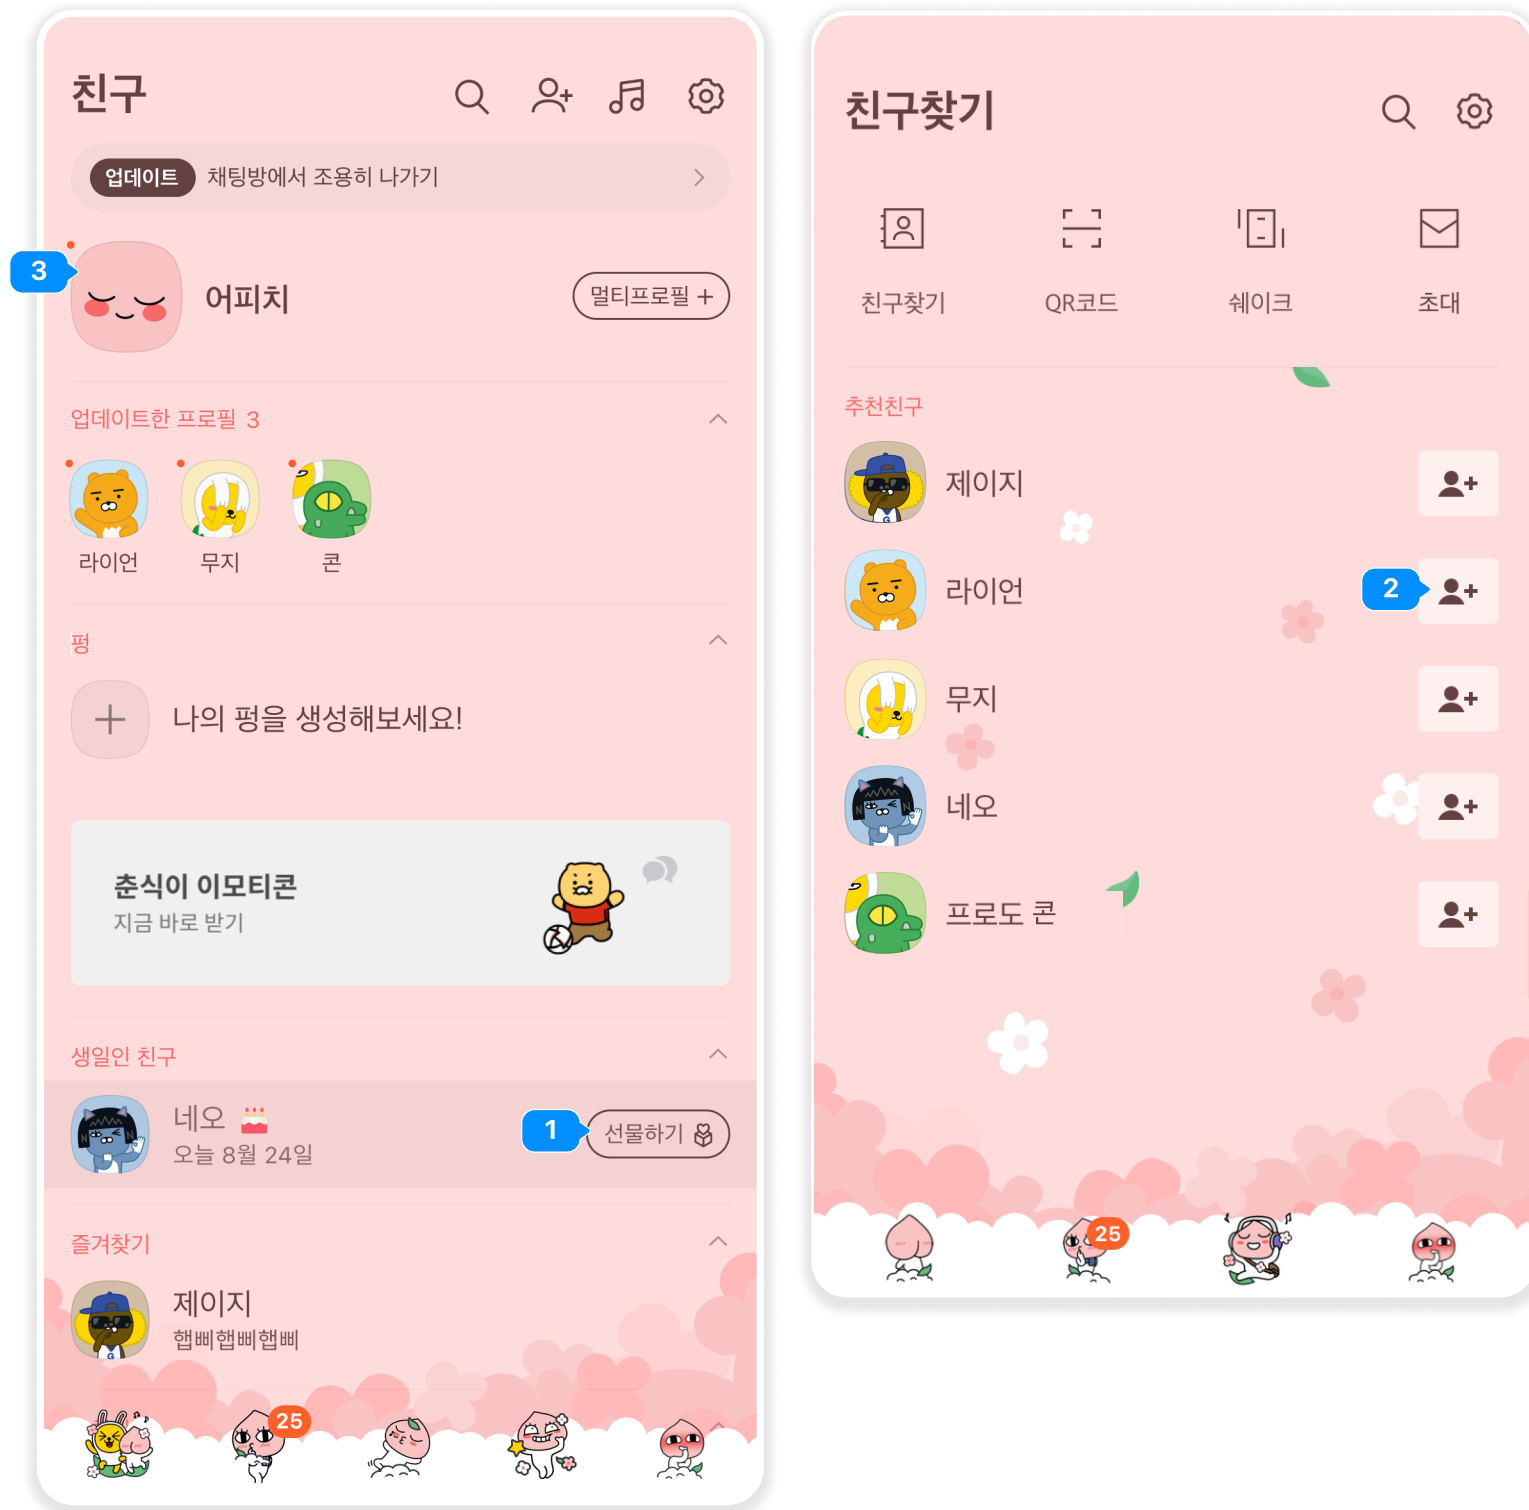 친구
업데이트 채팅방에서 조용히 나가기
3
어피치
멀티프로필 +
업데이트한 프로필 3
라이언
무지
콘
펑
나의 펑을 생성해보세요!
춘식이 이모티콘
지금 바로 받기
생일인 친구
네오
오늘 8월 24일
1
선물하기
즐겨찾기
제이지
햅삐햅삐햅삐
G
25
친구찾기
친구찾기
QR코드
쉐이크
초대
추천친구
제이지
G
라이언
2
무지
네오
프로도 콘
25